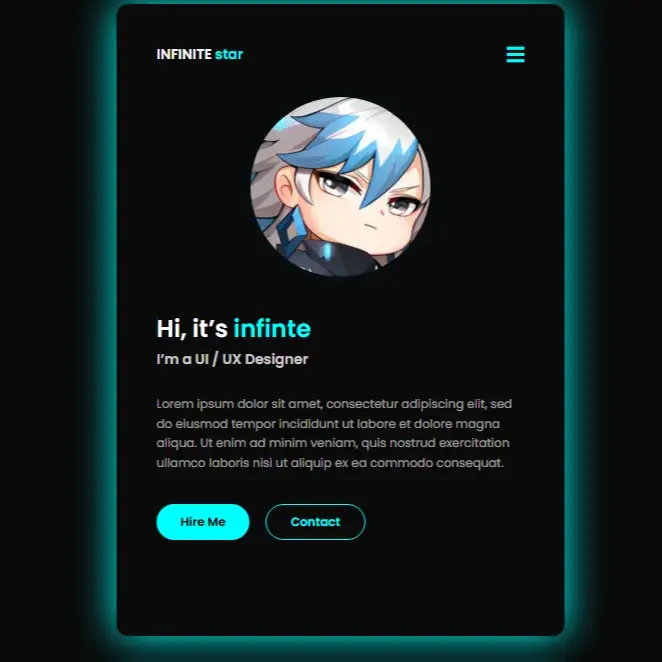 INFINITE star
Hi, it’s infinte
I’m a UI / UX Designer
Lorem ipsum dolor sit amet, consectetur adipiscing elit, sed
do eiusmod tempor incididunt ut labore et dolore magna
aliqua. Ut enim ad minim veniam, quis nostrud exercitation
ullamco laboris nisi ut aliquip ex ea commodo consequat.
Hire Me Contact